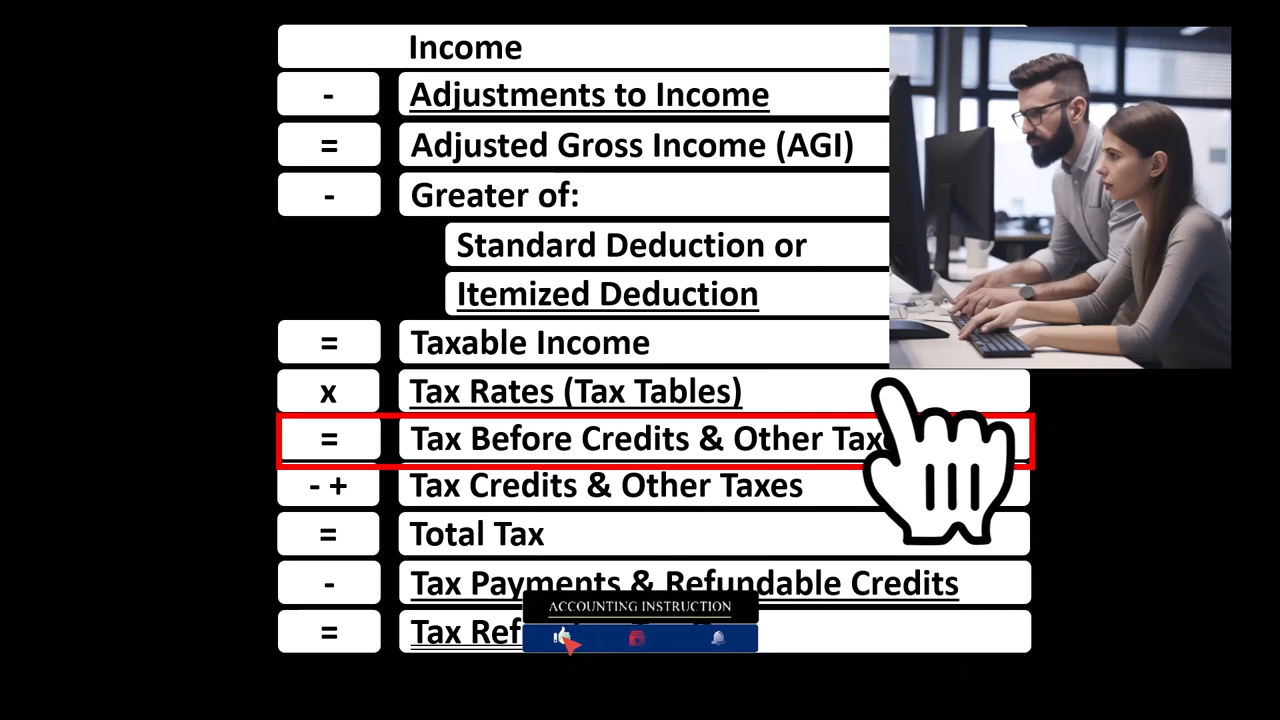 Income
- Adjustments to Income
= Adjusted Gross Income (AGI)
- Greater of:
Standard Deduction or
Itemized Deduction
= Taxable Income
x Tax Rates (Tax Tables)
= Tax Before Credits & Other
- + Tax Credits & Other Taxes
= Total Tax
- Tax Payments & Refundable Credits
= Tax
ACCOUNTING INSTRUCTION